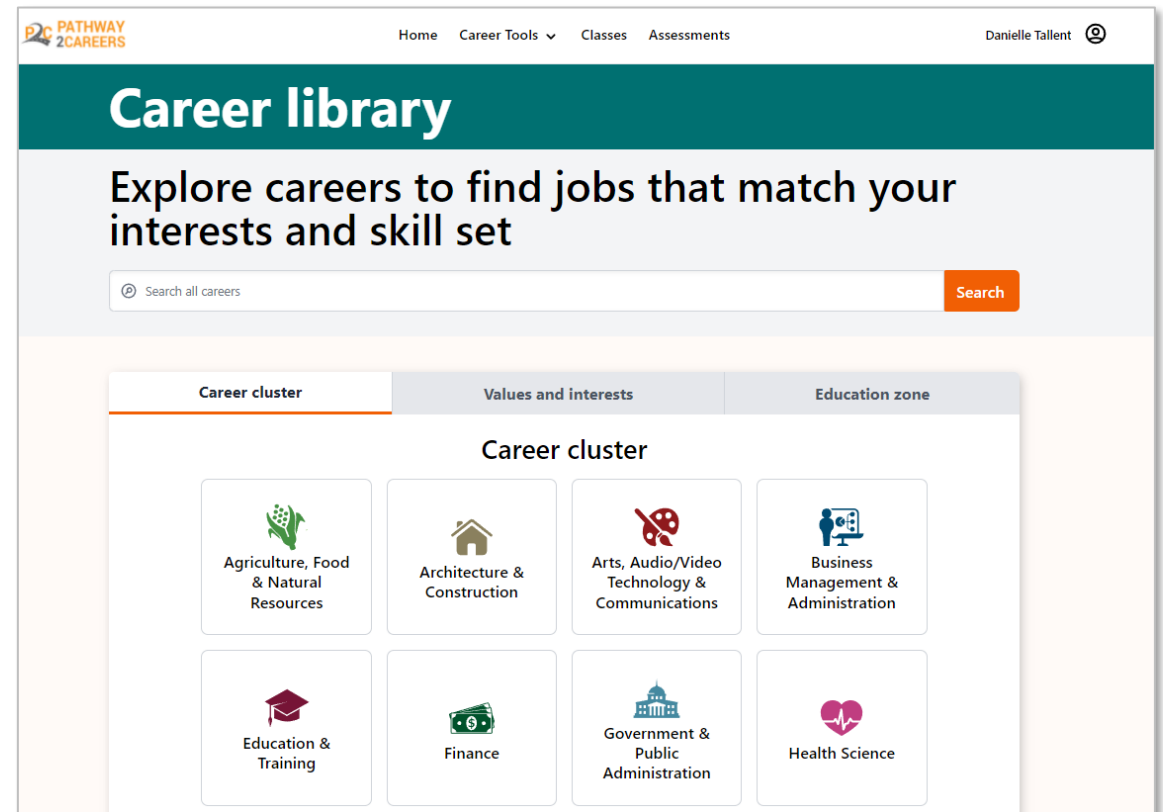 P2C PATHWAY
2CAREERS
Home Career Tools Classes Assessments
Danielle Tallent
Career library
Explore careers to find jobs that match your
interests and skill set
Search all careers
Search
Career cluster
Values and interests
Education zone
Career cluster
Agriculture, Food
& Natural
Resources
Architecture &
Construction
Arts, Audio/Video
Technology &
Communications
Business
Management &
Administration
Education &
Training
Finance
Government &
Public
Administration
Health Science